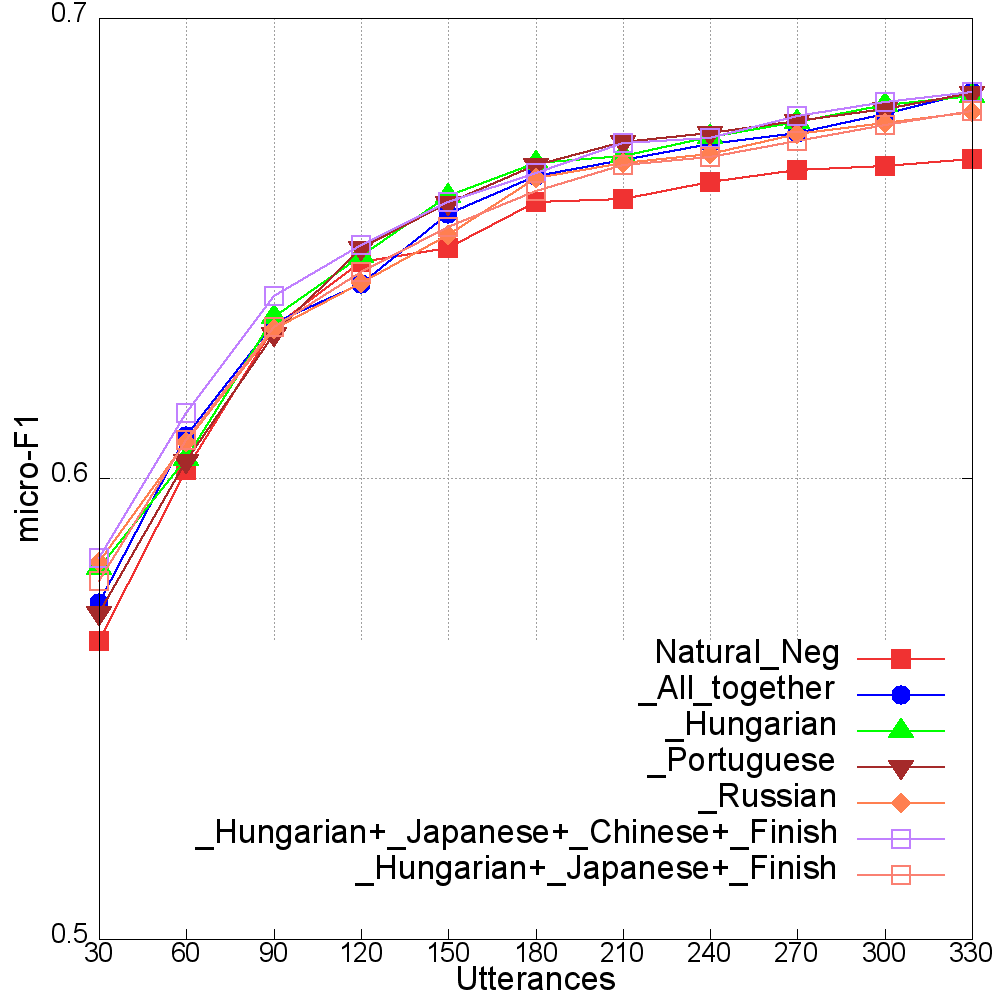 0.7
0.6
0.5
micro-F1
30 60 90 120 150 180 210 240 270 300 330
Utterances
Natural_Neg
_All_together
_Hungarian
_Portuguese
_Russian
_Hungarian+_Japanese+_Chinese+_Finish
_Hungarian+_Japanese+_Finish